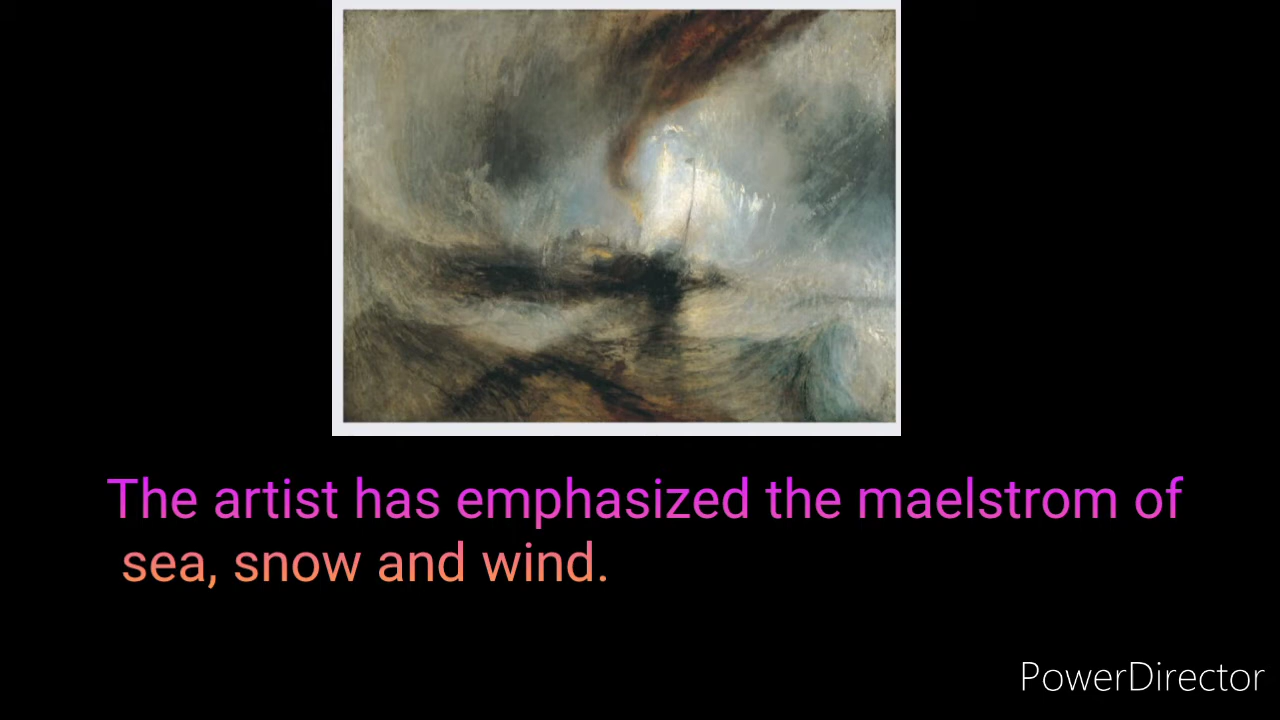 The artist has emphasized the maelstrom of
sea, snow and wind.
PowerDirector